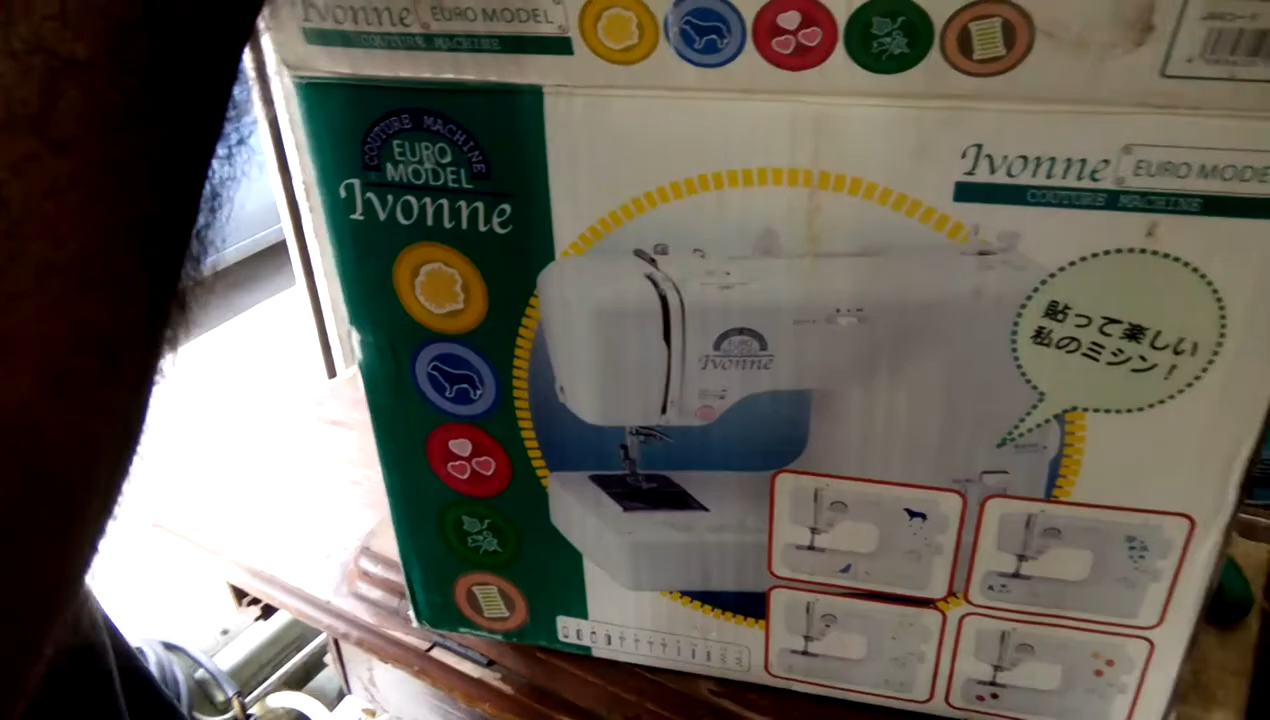 Ivonne EURO MODEL
COUTURE MACHINE
COUTURE MACHINE
EURO
MODEL
Ivonne
Ivonne EURO MODE
COUTURE MACHINE
貼って楽しい
私のミシン!
EURO
MODEL
Ivonne